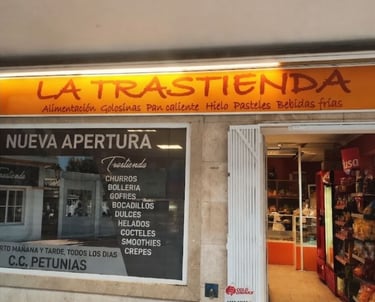 LA TRASTIENDA
Alimentación Golosinas Pan caliente Hielo Pasteles Bebidas frías
NUEVA APERTURA
Trastienda
CHURROS
BOLLERIA
GOFRES
BOCADILLOS
DULCES
HELADOS
COCTELES
SMOOTHIES
CREPES
MAÑANA Y TARDE, TODOS LOS DIAS
C.C. PETUNIAS